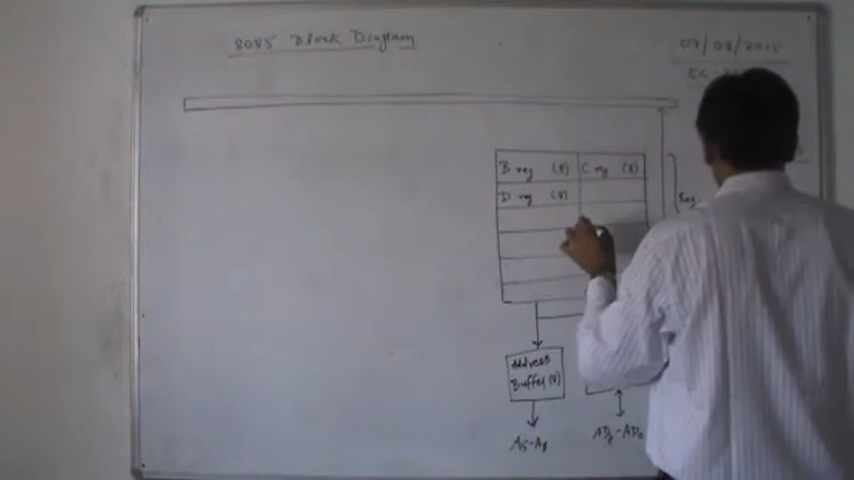 8085 Block Diagram
07/08/2015
B reg (8) C reg (8)
D reg (8)
Reg
Address
Buffer (8)
A15-A8
AD7-AD0